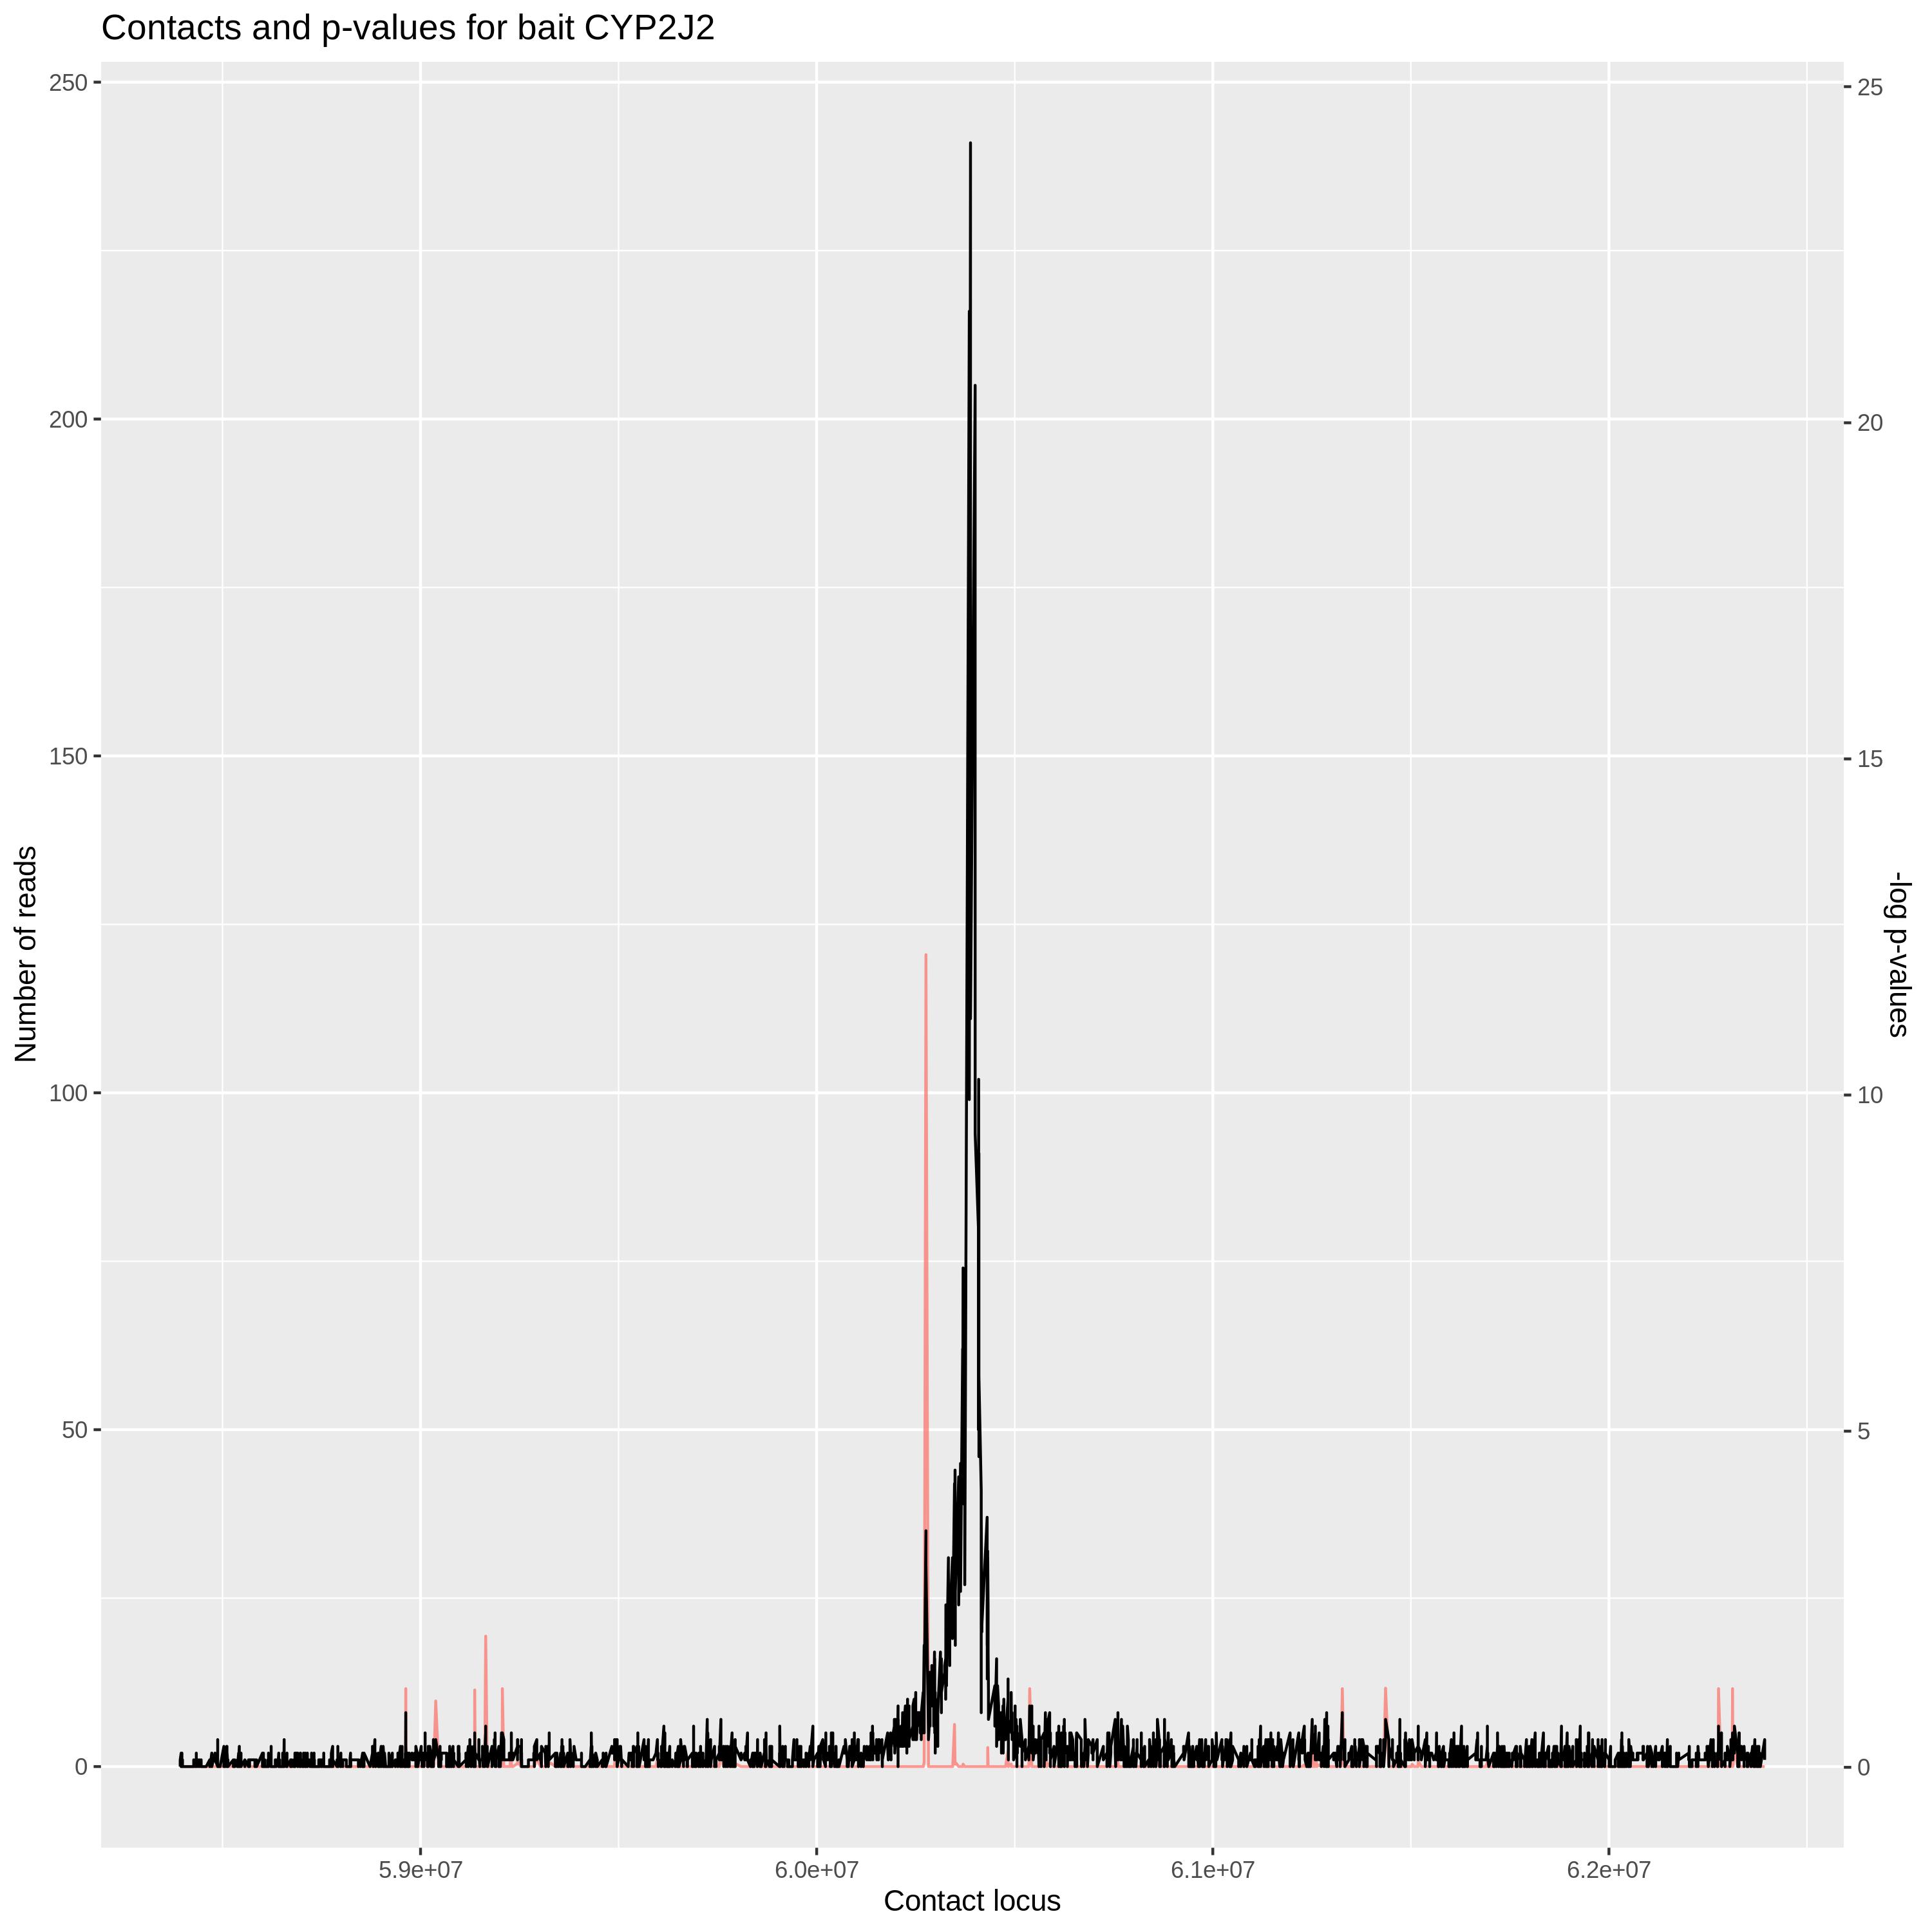 Contacts and p-values for bait CYP2J2
250
200
150
100
50
0
Number of reads
25
20
15
10
5
0
-log p-values
5.9e+07 6.0e+07 6.1e+07 6.2e+07
Contact locus